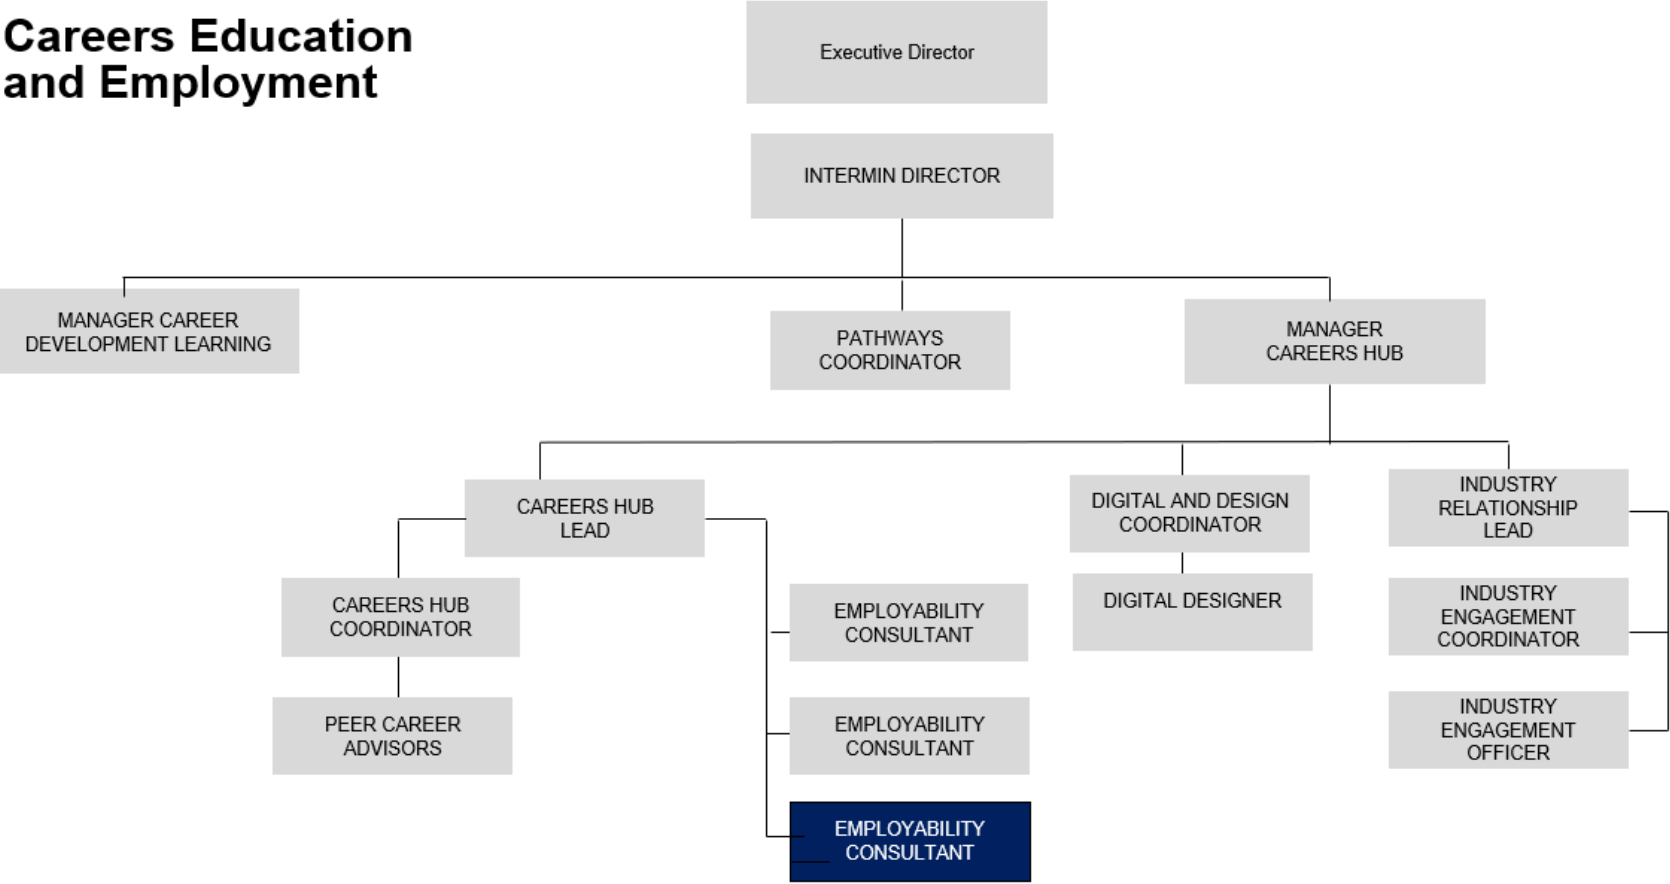 Careers Education
and Employment
Executive Director
INTERMIN DIRECTOR
MANAGER CAREER
DEVELOPMENT LEARNING
PATHWAYS
COORDINATOR
MANAGER
CAREERS HUB
CAREERS HUB
LEAD
DIGITAL AND DESIGN
COORDINATOR
INDUSTRY
RELATIONSHIP
LEAD
CAREERS HUB
COORDINATOR
EMPLOYABILITY
CONSULTANT
DIGITAL DESIGNER
INDUSTRY
ENGAGEMENT
COORDINATOR
PEER CAREER
ADVISORS
EMPLOYABILITY
CONSULTANT
INDUSTRY
ENGAGEMENT
OFFICER
EMPLOYABILITY
CONSULTANT